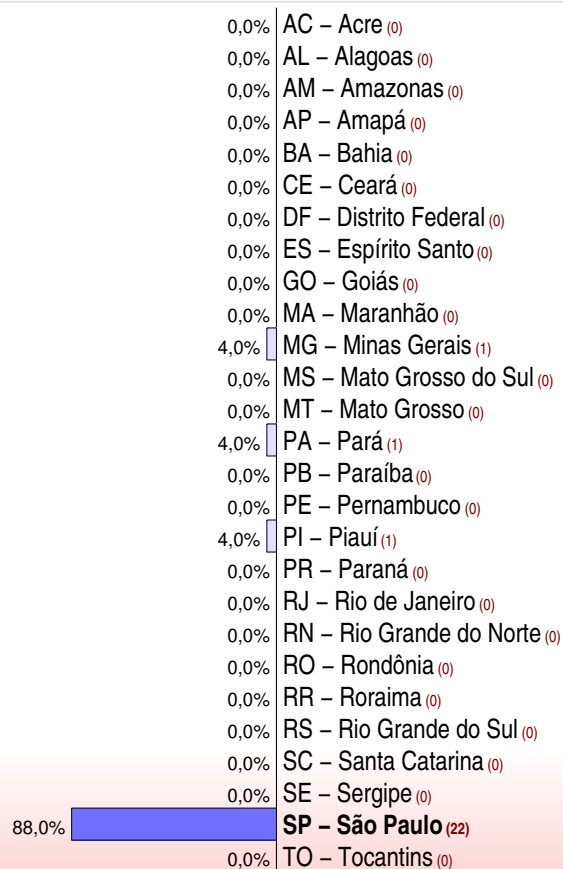 0,0% AC – Acre (0)
0,0% AL – Alagoas (0)
0,0% AM – Amazonas (0)
0,0% AP – Amapá (0)
0,0% BA – Bahia (0)
0,0% CE – Ceará (0)
0,0% DF – Distrito Federal (0)
0,0% ES – Espírito Santo (0)
0,0% GO – Goiás (0)
0,0% MA – Maranhão (0)
4,0% MG – Minas Gerais (1)
0,0% MS – Mato Grosso do Sul (0)
0,0% MT – Mato Grosso (0)
4,0% PA – Pará (1)
0,0% PB – Paraíba (0)
0,0% PE – Pernambuco (0)
4,0% PI – Piauí (1)
0,0% PR – Paraná (0)
0,0% RJ – Rio de Janeiro (0)
0,0% RN – Rio Grande do Norte (0)
0,0% RO – Rondônia (0)
0,0% RR – Roraima (0)
0,0% RS – Rio Grande do Sul (0)
0,0% SC – Santa Catarina (0)
0,0% SE – Sergipe (0)
88,0% SP – São Paulo (22)
0,0% TO – Tocantins (0)